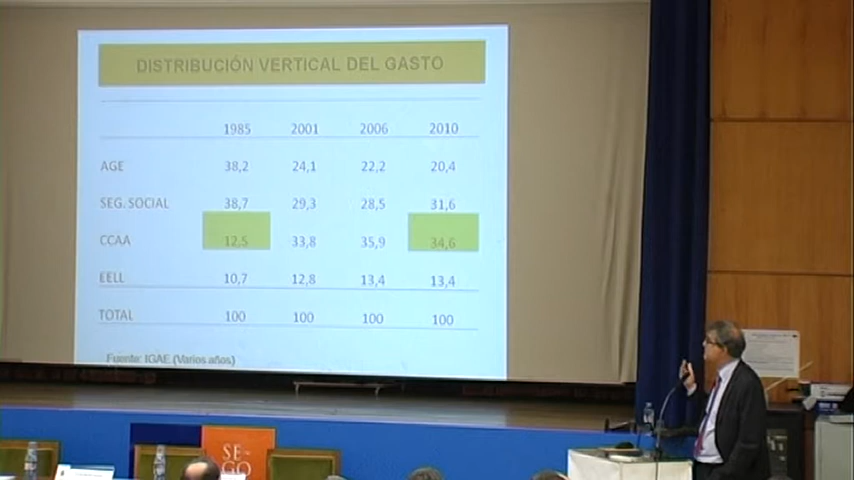 DISTRIBUCIÓN VERTICAL DEL GASTO
1985 2001 2006 2010
AGE 38,2 24,1 22,2 20,4
SEG. SOCIAL 38,7 29,3 28,5 31,6
CCAA 12,5 33,8 35,9 34,6
EELL 10,7 12,8 13,4 13,4
TOTAL 100 100 100 100
Fuente: IGAE (Varios años)
SE-
GO